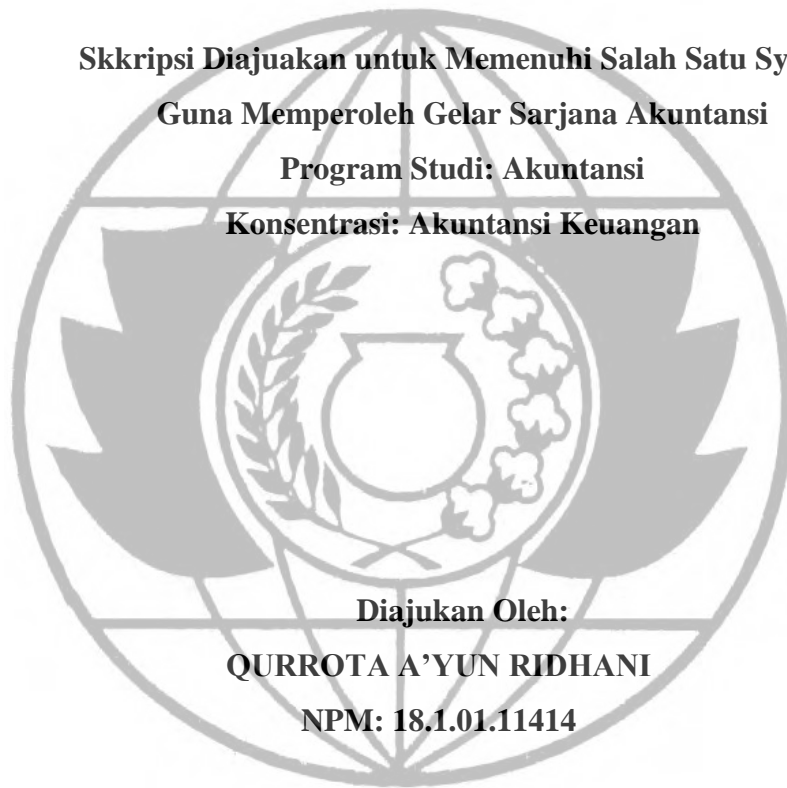 Skkripsi Diajuakan untuk Memenuhi Salah Satu Sy
Guna Memperoleh Gelar Sarjana Akuntansi
Program Studi: Akuntansi
Konsentrasi: Akuntansi Keuangan
Diajukan Oleh:
QURROTA A’YUN RIDHANI
NPM: 18.1.01.11414